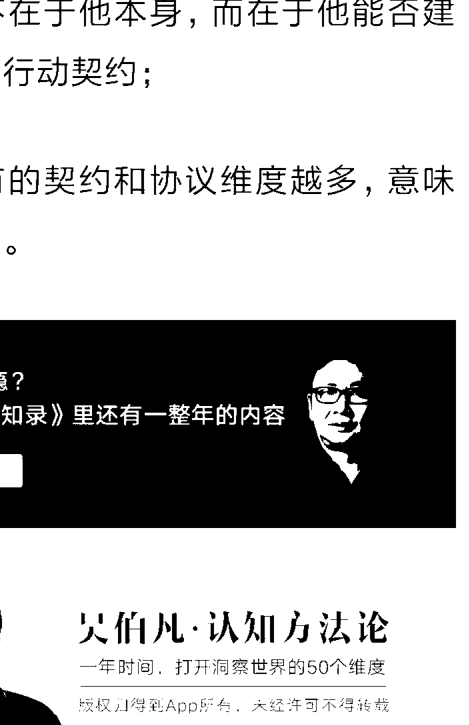 不在于他本身，而在于他能否建
行动契约；
有的契约和协议维度越多，意味
。
瘾？
知录》里还有一整年的内容
吴伯凡·认知方法论
一年时间，打开洞察世界的50个维度
版权归得到App所有，未经许可不得转载